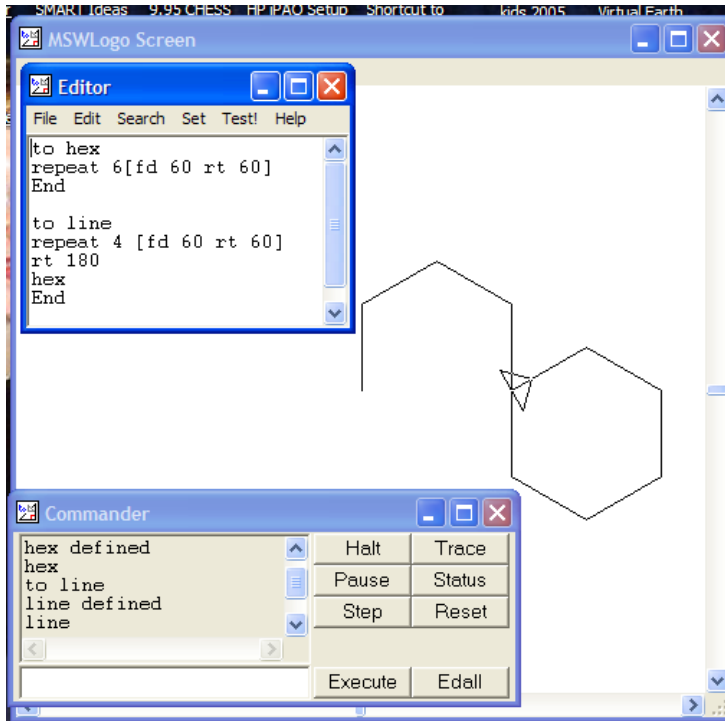 SMART Ideas 9.95 CHESS HP iPAQ Setup Shortcut to kids 2005 Virtual Earth
MSWLogo Screen
Editor
File Edit Search Set Test! Help
to hex
repeat 6[fd 60 rt 60]
End
to line
repeat 4 [fd 60 rt 60]
rt 180
hex
End
Commander
hex defined
hex
to line
line defined
line
Halt Trace
Pause Status
Step Reset
Execute Edall